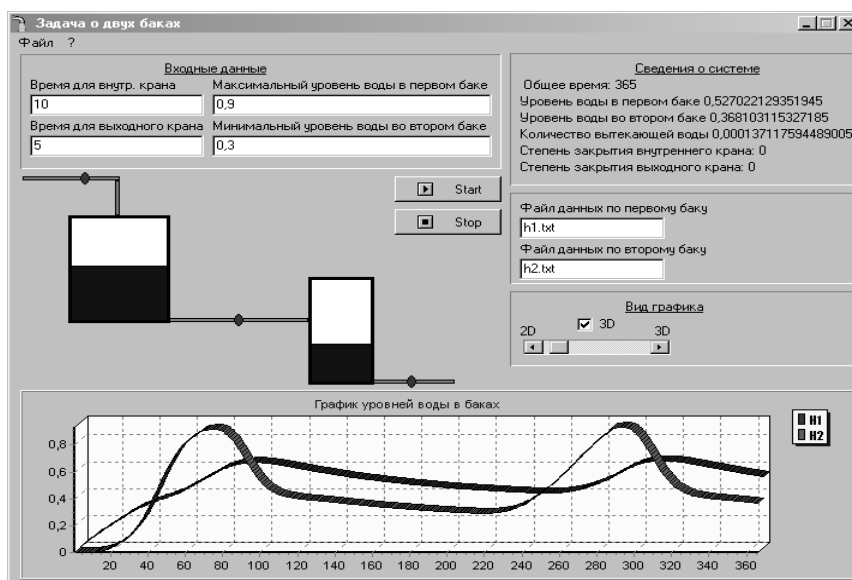 Задача о двух баках
Файл ?
Входные данные
Время для внутр. крана
Максимальный уровень воды в первом баке
10
0,9
Время для выходного крана
Минимальный уровень воды во втором баке
5
0,3
Start
Stop
Сведения о системе
Общее время: 365
Уровень воды в первом баке 0,527022129351945
Уровень воды во втором баке 0,368103115327185
Количество вытекающей воды 0,000137117594489005
Степень закрытия внутреннего крана: 0
Степень закрытия выходного крана: 0
Файл данных по первому баку
h1.txt
Файл данных по второму баку
h2.txt
Вид графика
2D
3D
3D
График уровней воды в баках
H1
H2
0,8
0,6
0,4
0,2
0
20 40 60 80 100 120 140 160 180 200 220 240 260 280 300 320 340 360